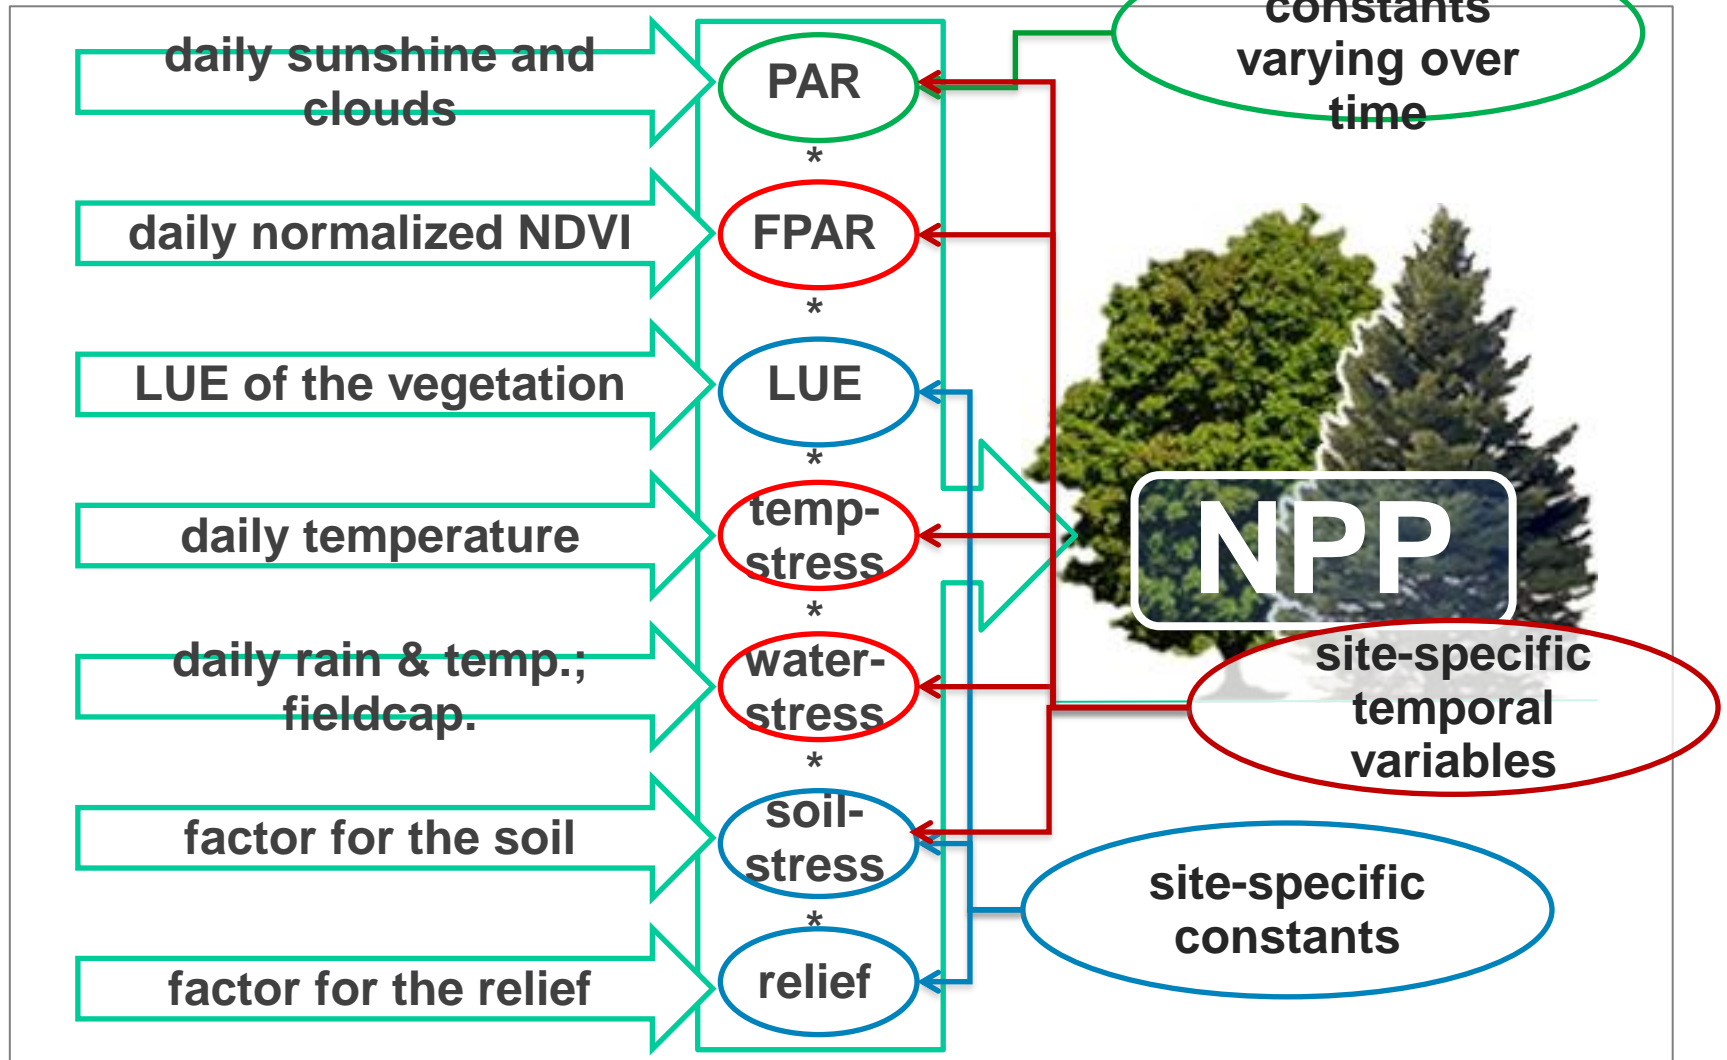 daily sunshine and
clouds
PAR
constants
varying over
time
*
daily normalized NDVI
FPAR
*
LUE of the vegetation
LUE
*
daily temperature
temp-
stress
NPP
*
daily rain & temp.;
fieldcap.
water-
stress
site-specific
temporal
variables
*
factor for the soil
soil-
stress
site-specific
constants
*
factor for the relief
relief